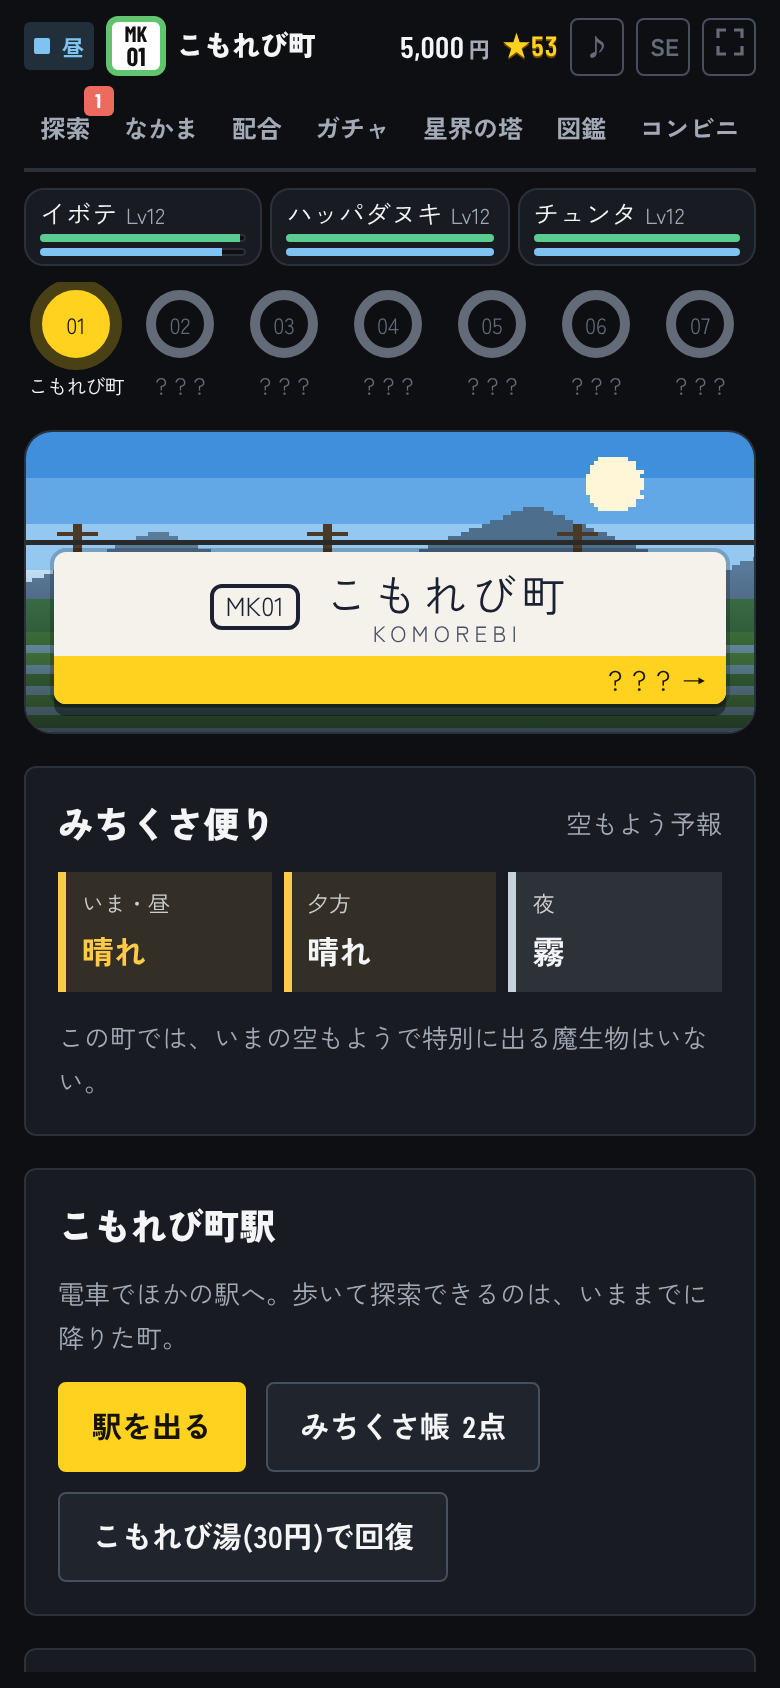 昼 MK 01 こもれび町 5,000 円 ★53 ♪ SE
1
探索 なかま 配合 ガチャ 星界の塔 図鑑 コンビニ
イボテ Lv12 ハッパダヌキ Lv12 チュンタ Lv12
01 02 03 04 05 06 07
こもれび町 ??? ??? ??? ??? ??? ???
MK01 こもれび町
KOMOREBI
??? →
みちくさ便り 空もよう予報
いま・昼 夕方 夜
晴れ 晴れ 霧
この町では、いまの空もようで特別に出る魔生物はいな
い。
こもれび町駅
電車でほかの駅へ。歩いて探索できるのは、いままでに
降りた町。
駅を出る みちくさ帳 2点
こもれび湯(30円)で回復